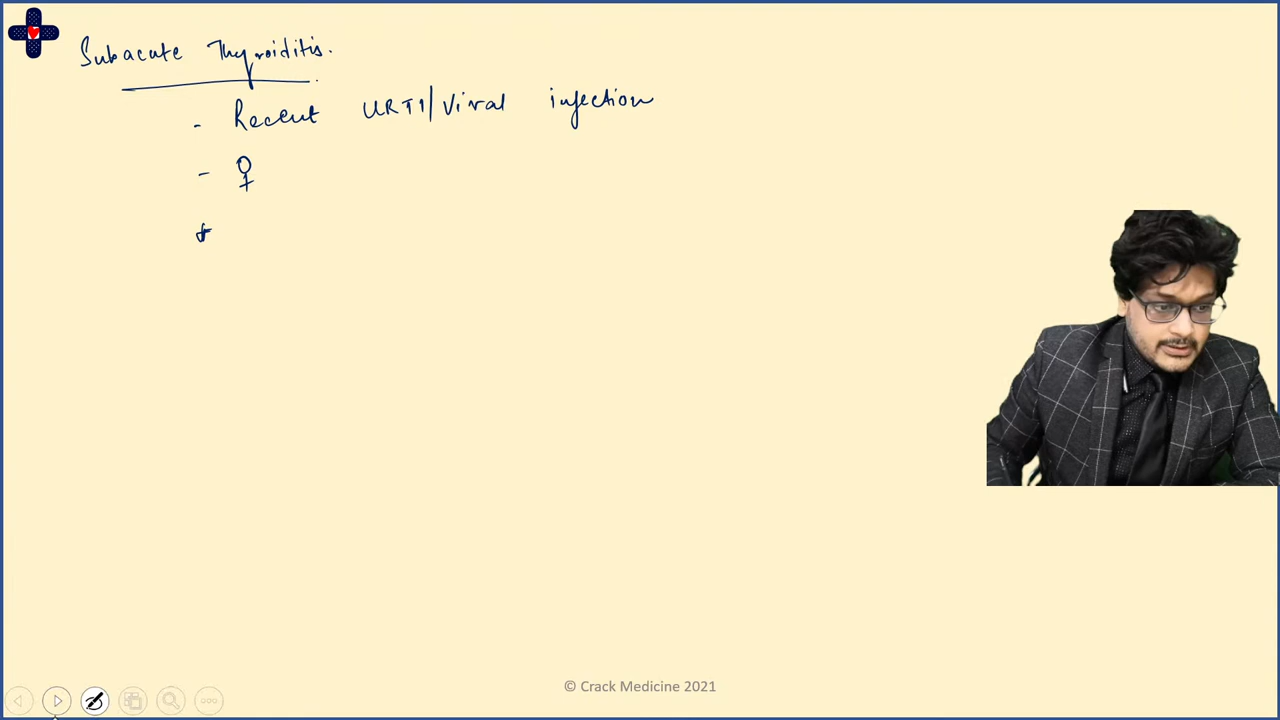 Subacute Thyroiditis.
- Recent URTI/Viral infection
- ♀
© Crack Medicine 2021